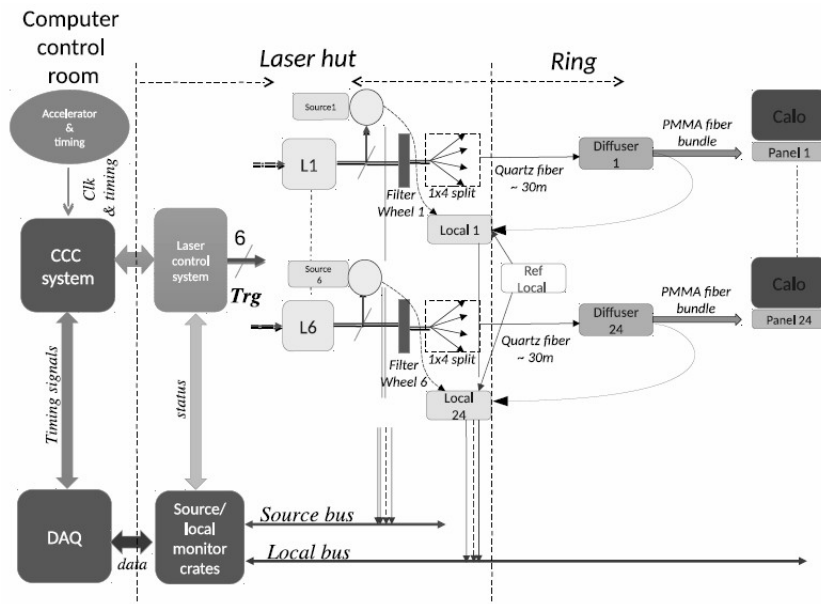 Computer
control
room
Laser hut
Ring
Accelerator
&
timing
Clk
& timing
CCC
system
Laser
control
system
6
Trg
Timing signals
status
DAQ
data
Source/
local
monitor
crates
Source bus
Local bus
Source1
L1
Filter
Wheel 1
1x4 split
Quartz fiber
~ 30m
Diffuser
1
PMMA fiber
bundle
Calo
Panel 1
Local 1
Ref
Local
Source
6
L6
Filter
Wheel 6
1x4 split
Quartz fiber
~ 30m
Diffuser
24
PMMA fiber
bundle
Calo
Panel 24
Local
24